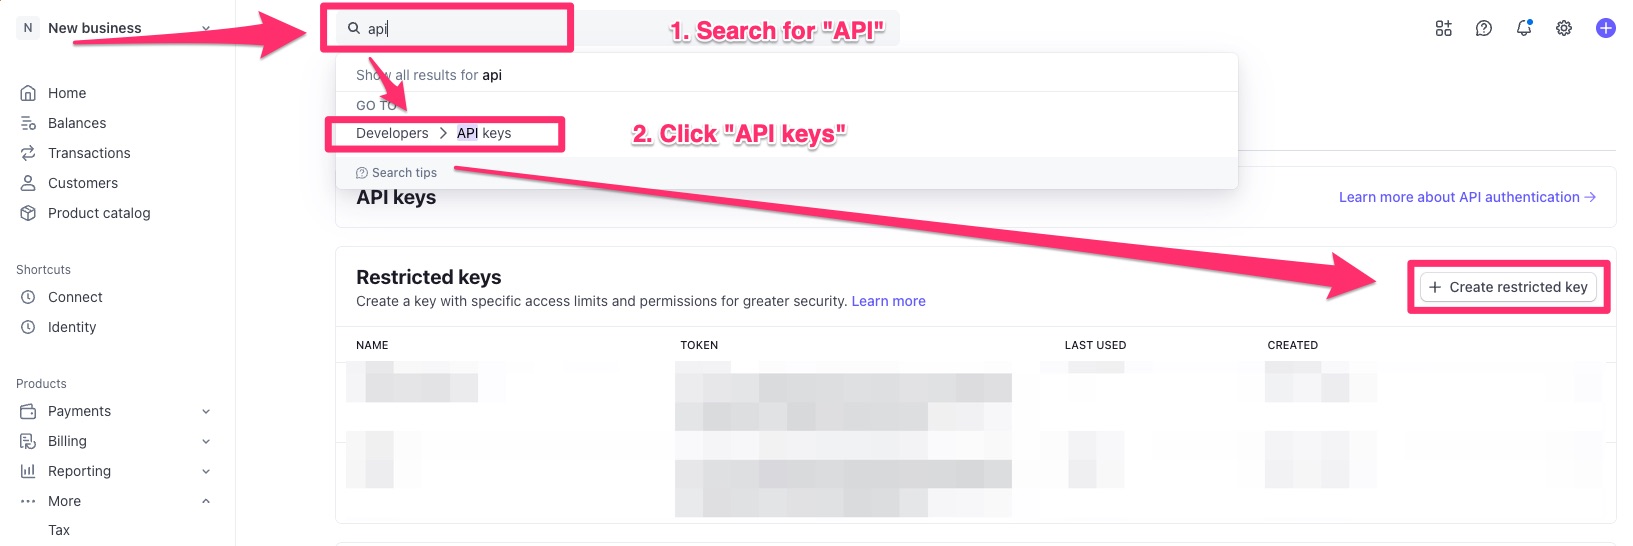 N New business
api
1. Search for "API"
Show all results for api
GO TO
Developers > API keys
2. Click "API keys"
Search tips
Home
Balances
Transactions
Customers
Product catalog
Shortcuts
Connect
Identity
Products
Payments
Billing
Reporting
More
Tax
API keys
Learn more about API authentication →
Restricted keys
Create a key with specific access limits and permissions for greater security. Learn more
+ Create restricted key
NAME TOKEN LAST USED CREATED